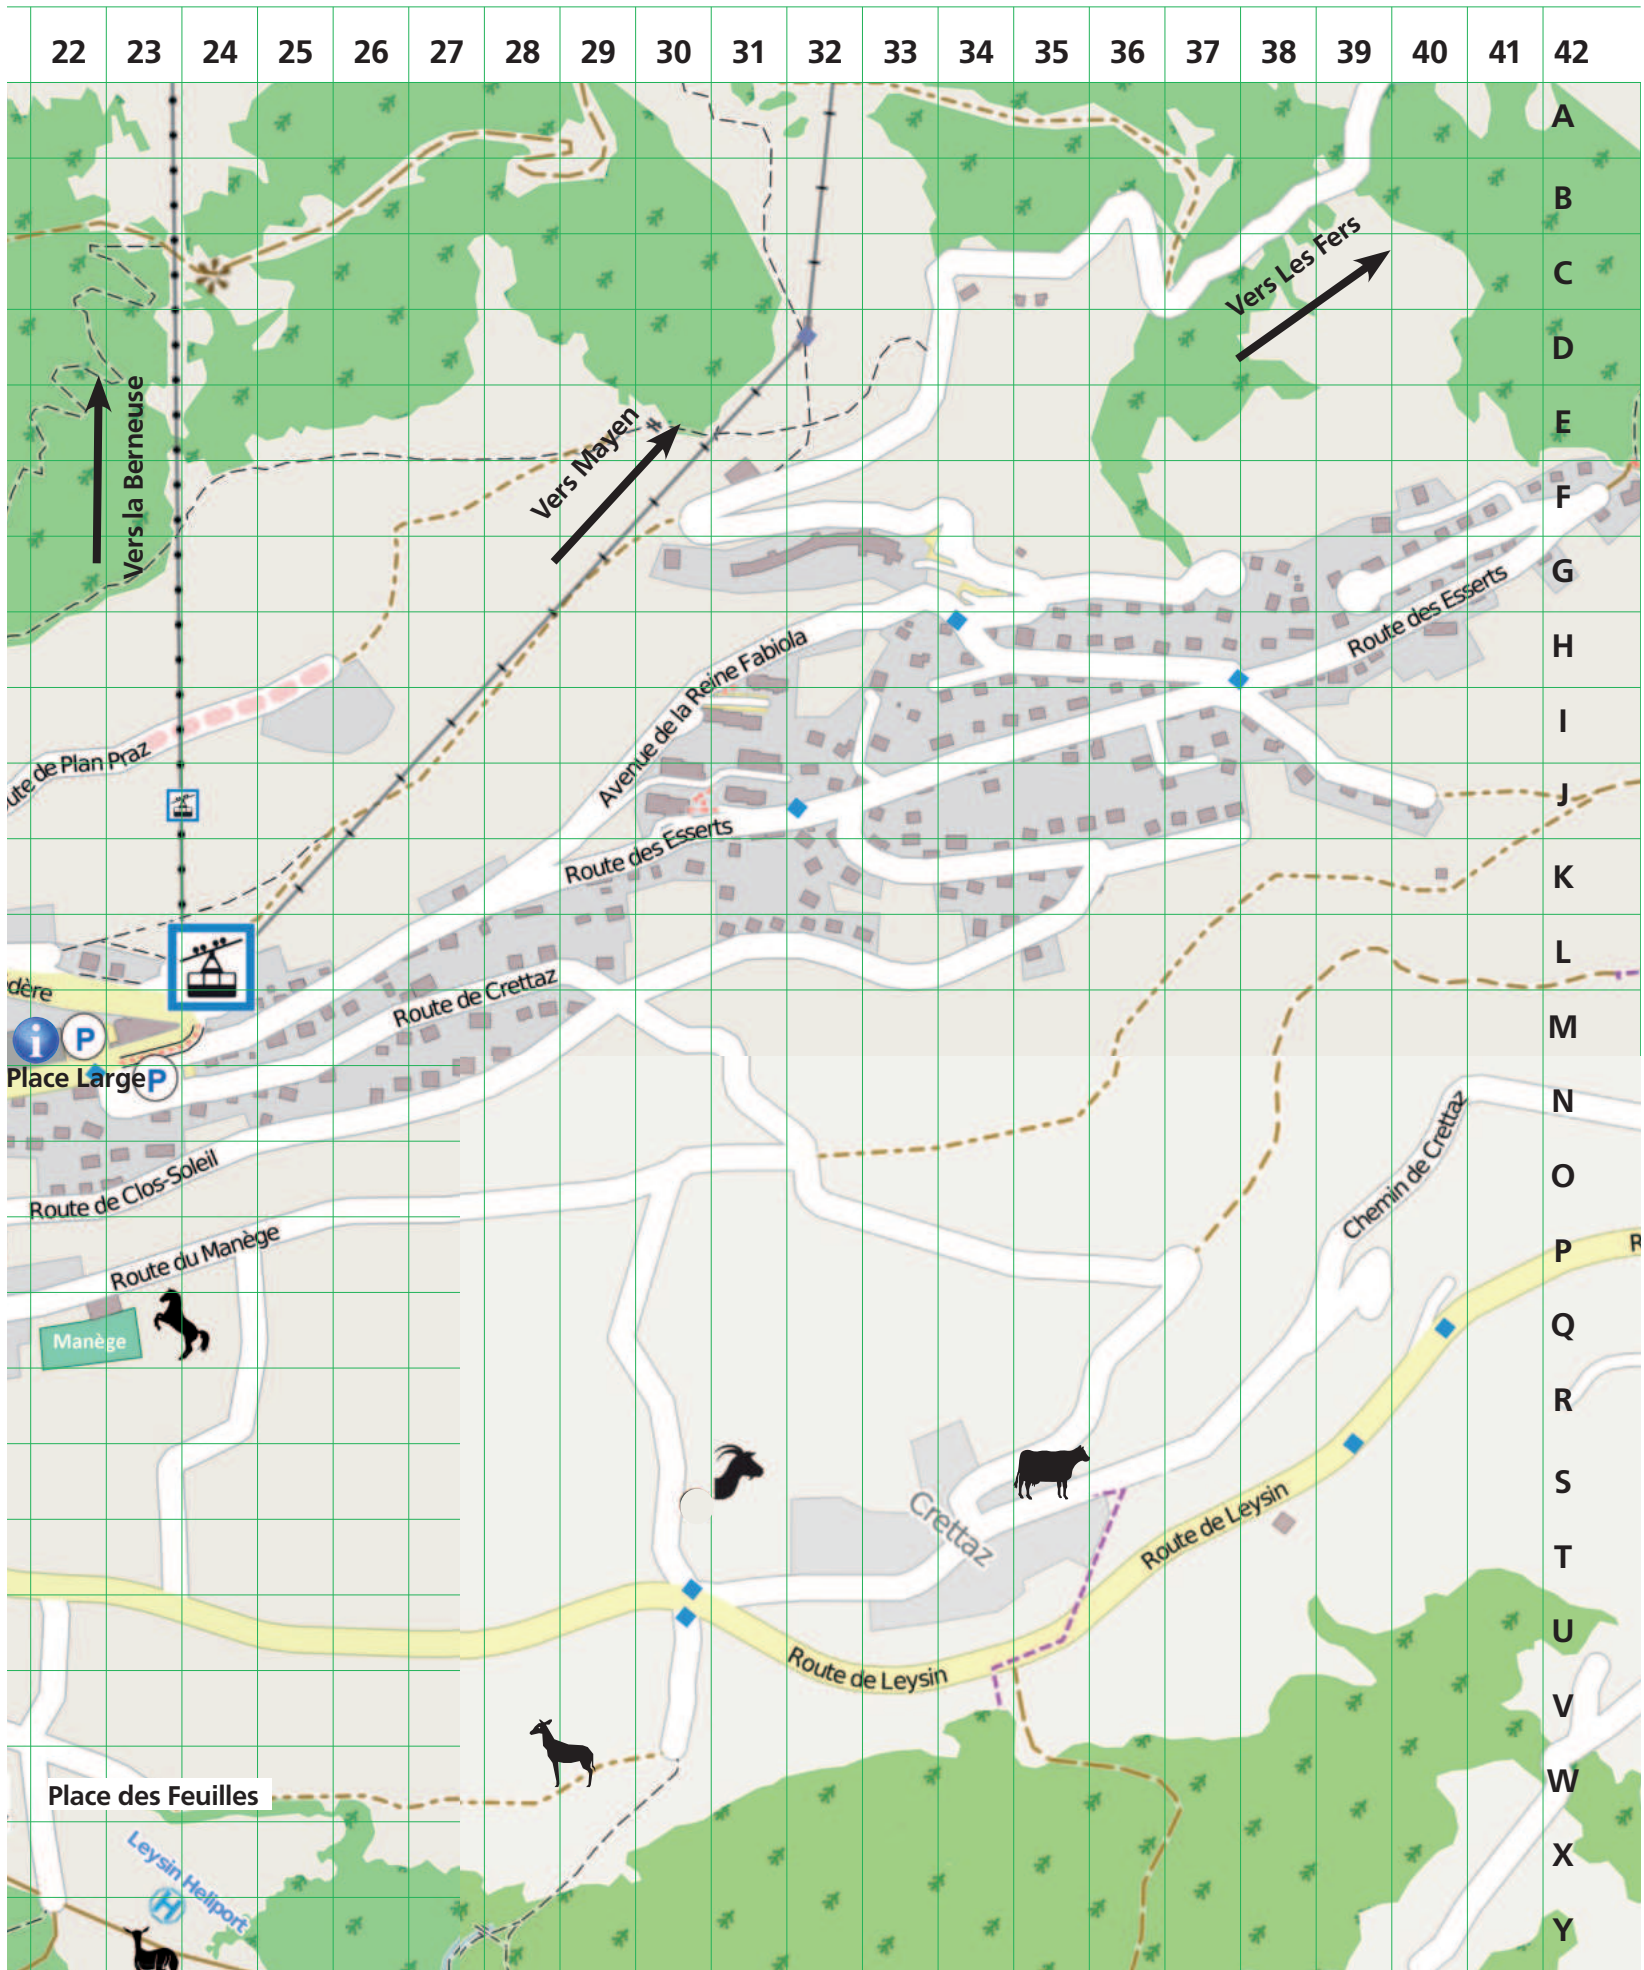 22 23 24 25 26 27 28 29 30 31 32 33 34 35 36 37 38 39 40 41 42
A
B
Vers Les Fers
C
D
Vers la Berneuse
Vers Mayen
E
F
G
Route des Esserts
H
Avenue de la Reine Fabiola
I
ute de Plan Praz
J
Route des Esserts
K
L
dère
Route de Crettaz
M
i P
Place Large P
N
Chemin de Crettaz
O
Route de Clos-Soleil
P
R
Route du Manège
Q
Manège
R
S
Crettaz
Route de Leysin
T
U
Route de Leysin
V
W
Place des Feuilles
X
Leysin Heliport
H
Y